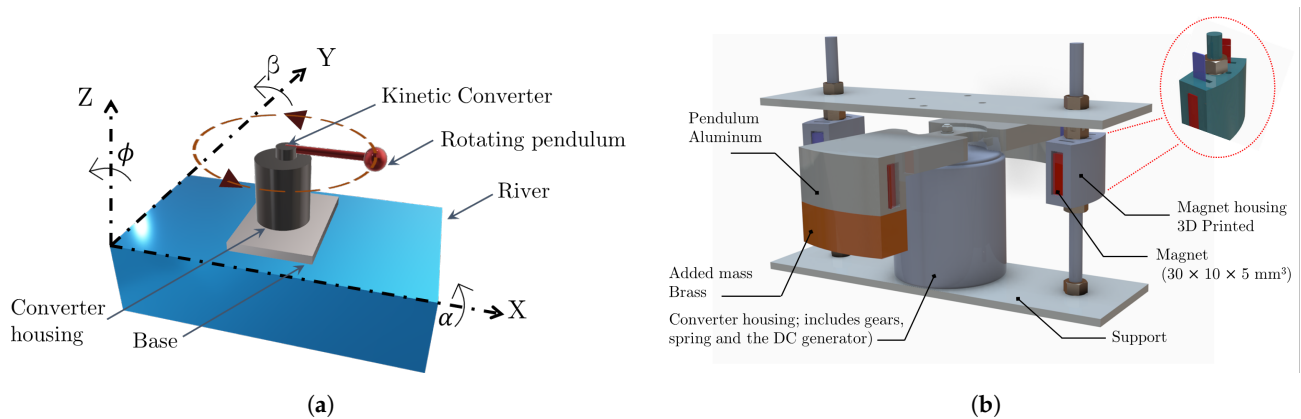 Z
Y
β
ϕ
Kinetic Converter
Rotating pendulum
River
X
α
Converter
housing
Base
(a)
Pendulum
Aluminum
Added mass
Brass
Converter housing; includes gears,
spring and the DC generator)
Magnet housing
3D Printed
Magnet
(30 × 10 × 5 mm³)
Support
(b)